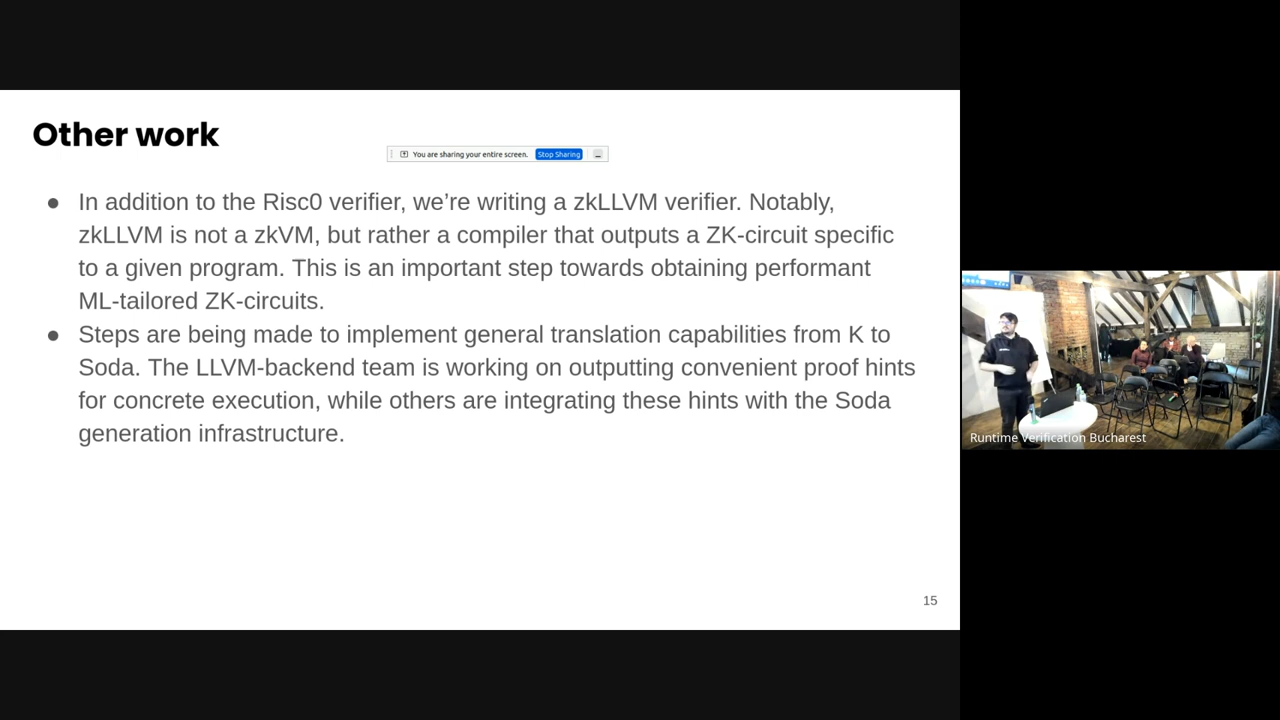 Other work
You are sharing your entire screen. Stop Sharing
● In addition to the Risc0 verifier, we’re writing a zkLLVM verifier. Notably,
zkLLVM is not a zkVM, but rather a compiler that outputs a ZK-circuit specific
to a given program. This is an important step towards obtaining performant
ML-tailored ZK-circuits.
● Steps are being made to implement general translation capabilities from K to
Soda. The LLVM-backend team is working on outputting convenient proof hints
for concrete execution, while others are integrating these hints with the Soda
generation infrastructure.
15
Runtime Verification Bucharest